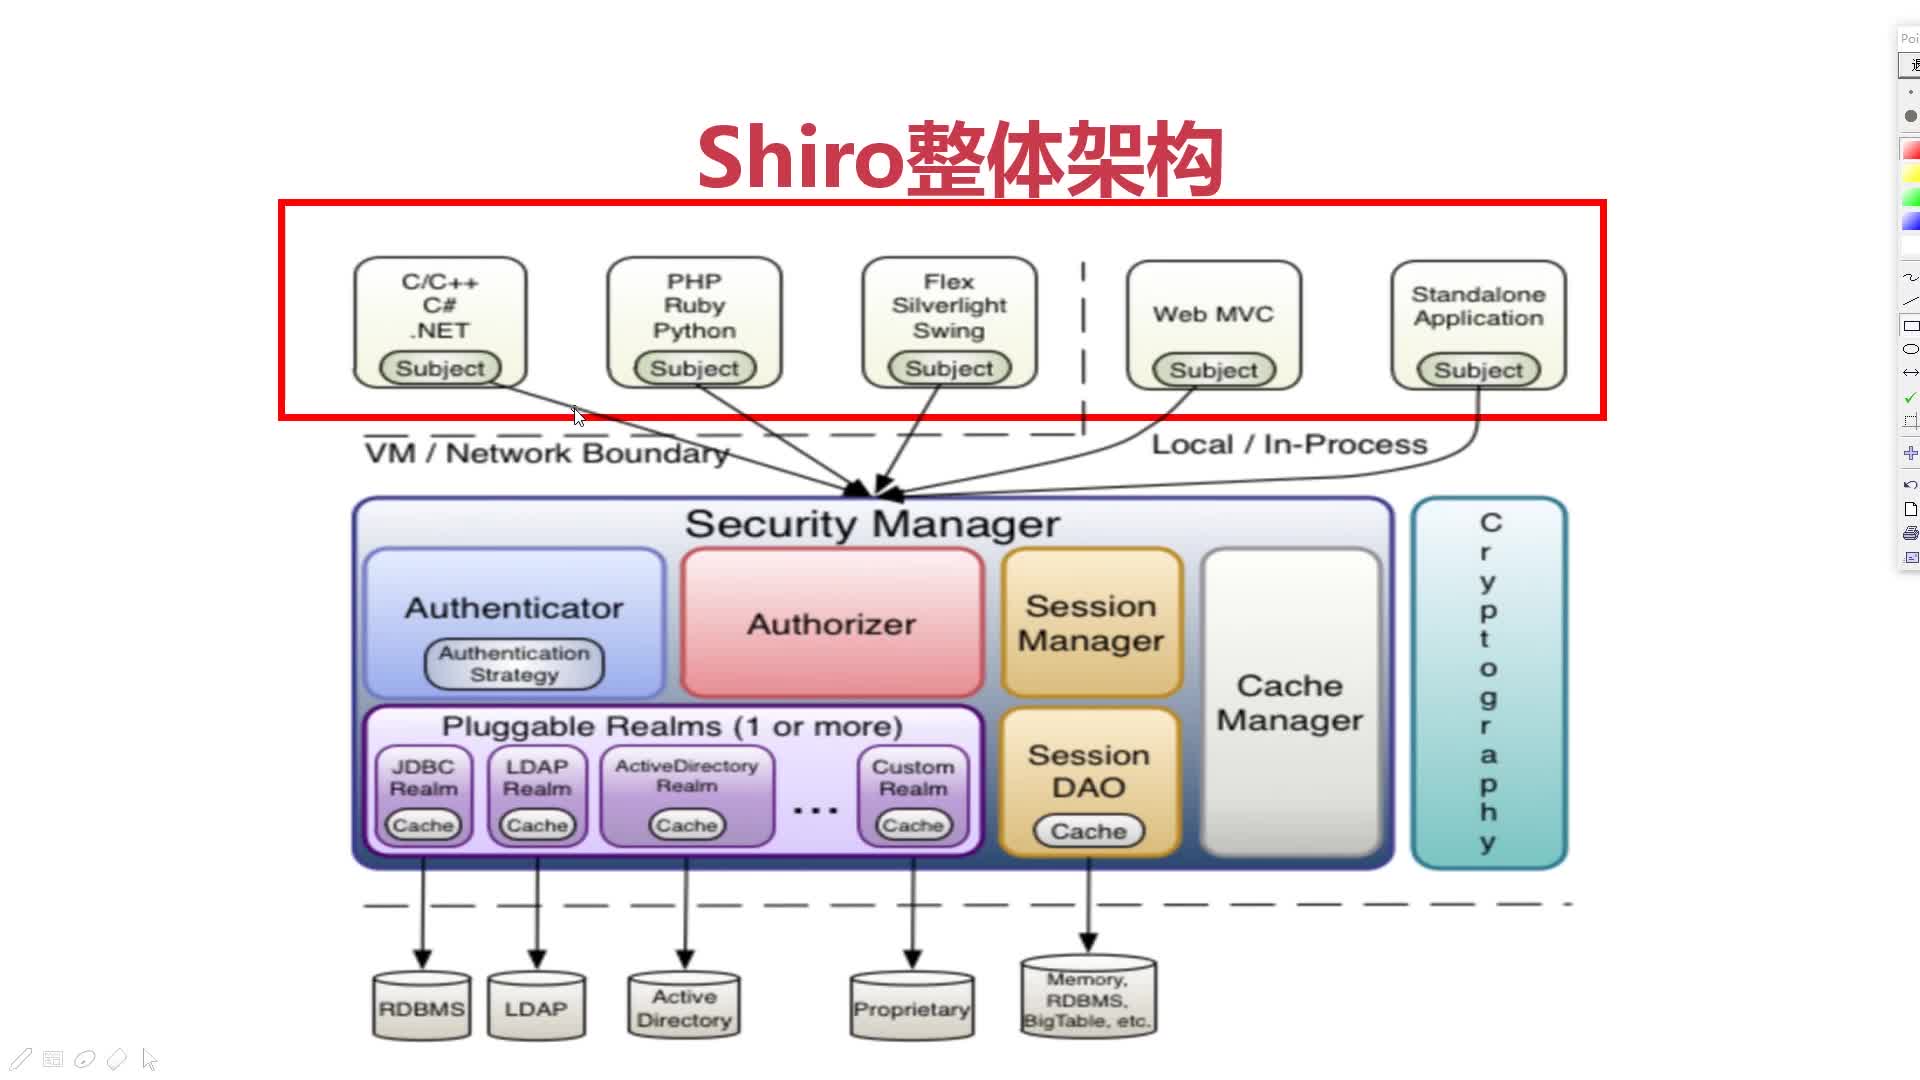 Shiro整体架构
C/C++
C#
.NET
Subject
PHP
Ruby
Python
Subject
Flex
Silverlight
Swing
Subject
Web MVC
Subject
Standalone
Application
Subject
VM / Network Boundary
Local / In-Process
Security Manager
Authenticator
Authentication
Strategy
Authorizer
Session
Manager
Cache
Manager
Cryptography
Pluggable Realms (1 or more)
JDBC
Realm
Cache
LDAP
Realm
Cache
ActiveDirectory
Realm
Cache
...
Custom
Realm
Cache
Session
DAO
Cache
RDBMS
LDAP
Active
Directory
Proprietary
Memory,
RDBMS,
BigTable, etc.
Poi